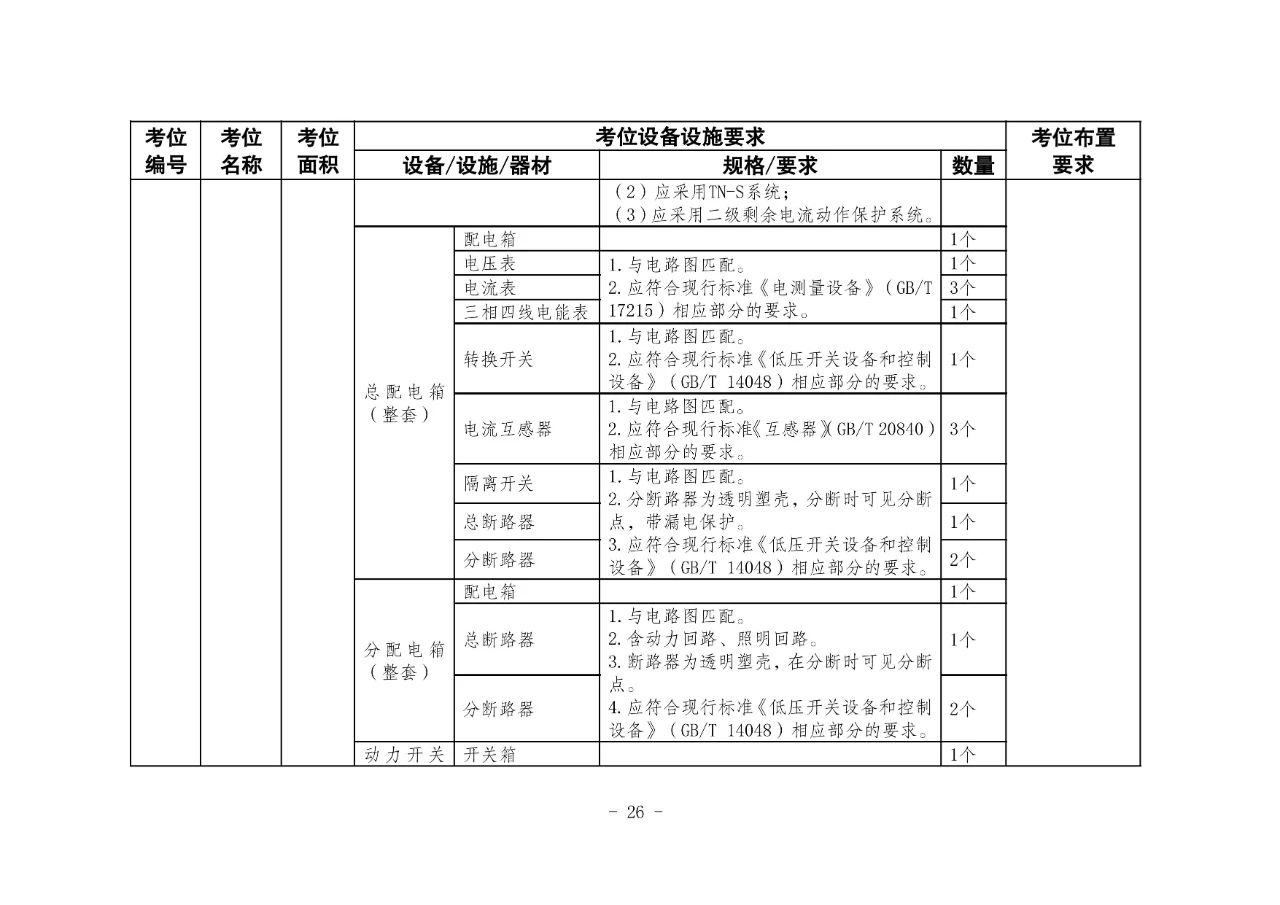 考位编号 考位名称 考位面积 考位设备设施要求 考位布置要求
设备/设施/器材 规格/要求 数量
（2）应采用TN-S系统；
（3）应采用二级剩余电流动作保护系统。
总配电箱（整套）
配电箱 1个
电压表 1个
电流表 3个
三相四线电能表 1个
1.与电路图匹配。
2.应符合现行标准《电测量设备》（GB/T
17215）相应部分的要求。
转换开关 1个
1.与电路图匹配。
2.应符合现行标准《低压开关设备和控制
设备》（GB/T 14048）相应部分的要求。
电流互感器 3个
1.与电路图匹配。
2.应符合现行标准《互感器》（GB/T 20840）
相应部分的要求。
隔离开关 1个
总断路器 1个
分断路器 2个
1.与电路图匹配。
2.分断路器为透明塑壳，分断时可见分断
点，带漏电保护。
3.应符合现行标准《低压开关设备和控制
设备》（GB/T 14048）相应部分的要求。
分配电箱（整套）
配电箱 1个
总断路器 1个
分断路器 2个
1.与电路图匹配。
2.含动力回路、照明回路。
3.断路器为透明塑壳，在分断时可见分断
点。
4.应符合现行标准《低压开关设备和控制
设备》（GB/T 14048）相应部分的要求。
动力开关 开关箱 1个
- 26 -